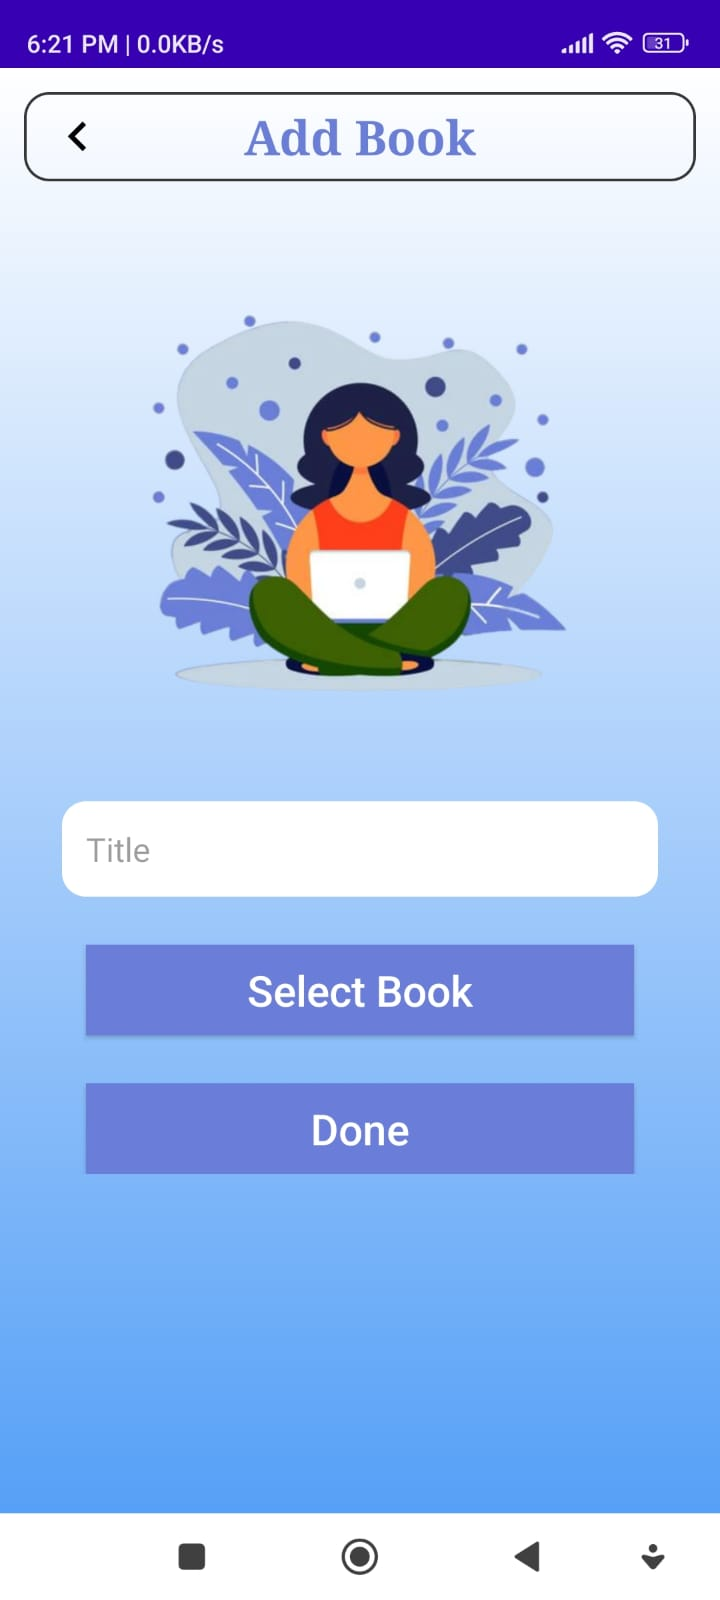 6:21 PM | 0.0KB/s
31
Add Book
Title
Select Book
Done